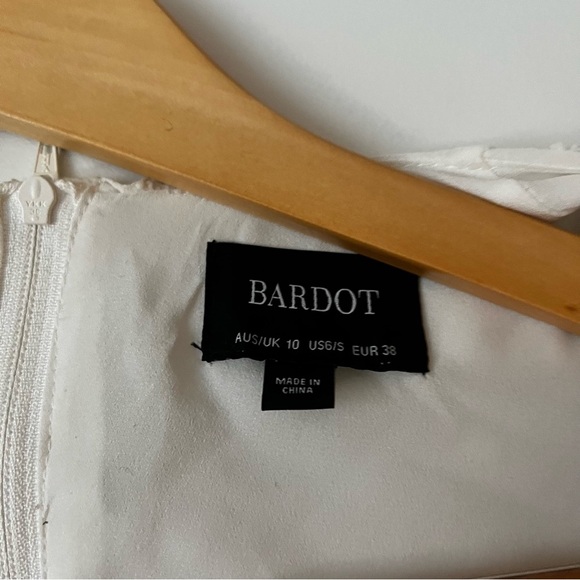 BARDOT
AUS/UK 10 US6/S EUR 38
MADE IN
CHINA